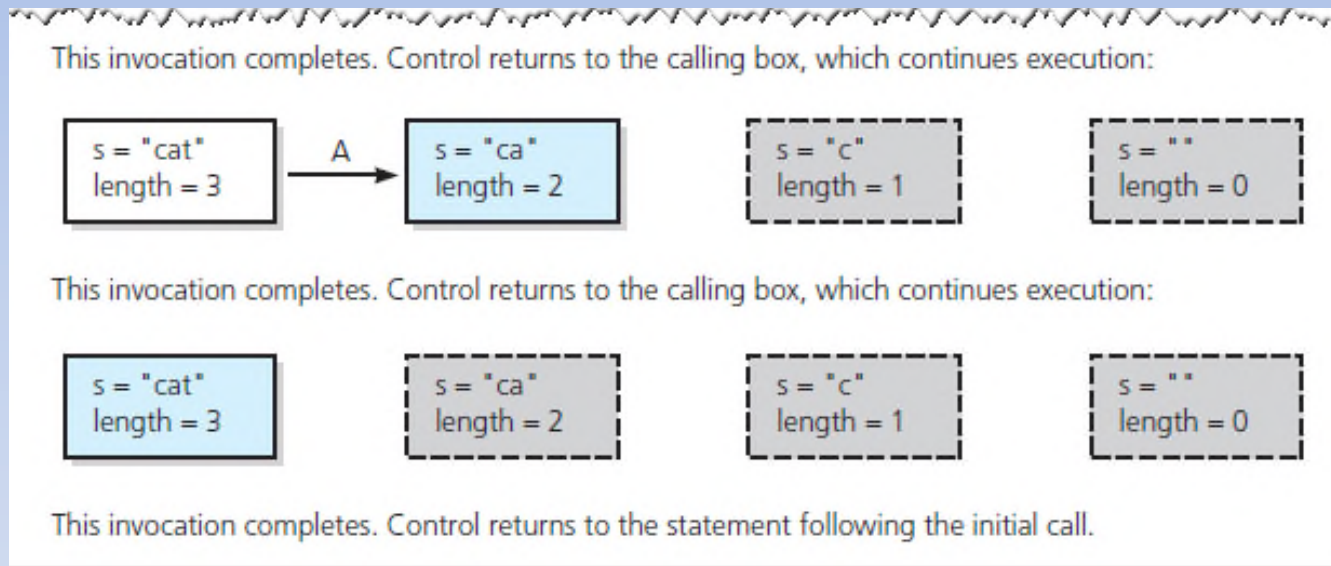 This invocation completes. Control returns to the calling box, which continues execution:
A
s = "cat" s = "ca" s = "c" s = ""
length = 3 length = 2 length = 1 length = 0
This invocation completes. Control returns to the calling box, which continues execution:
s = "cat" s = "ca" s = "c" s = ""
length = 3 length = 2 length = 1 length = 0
This invocation completes. Control returns to the statement following the initial call.